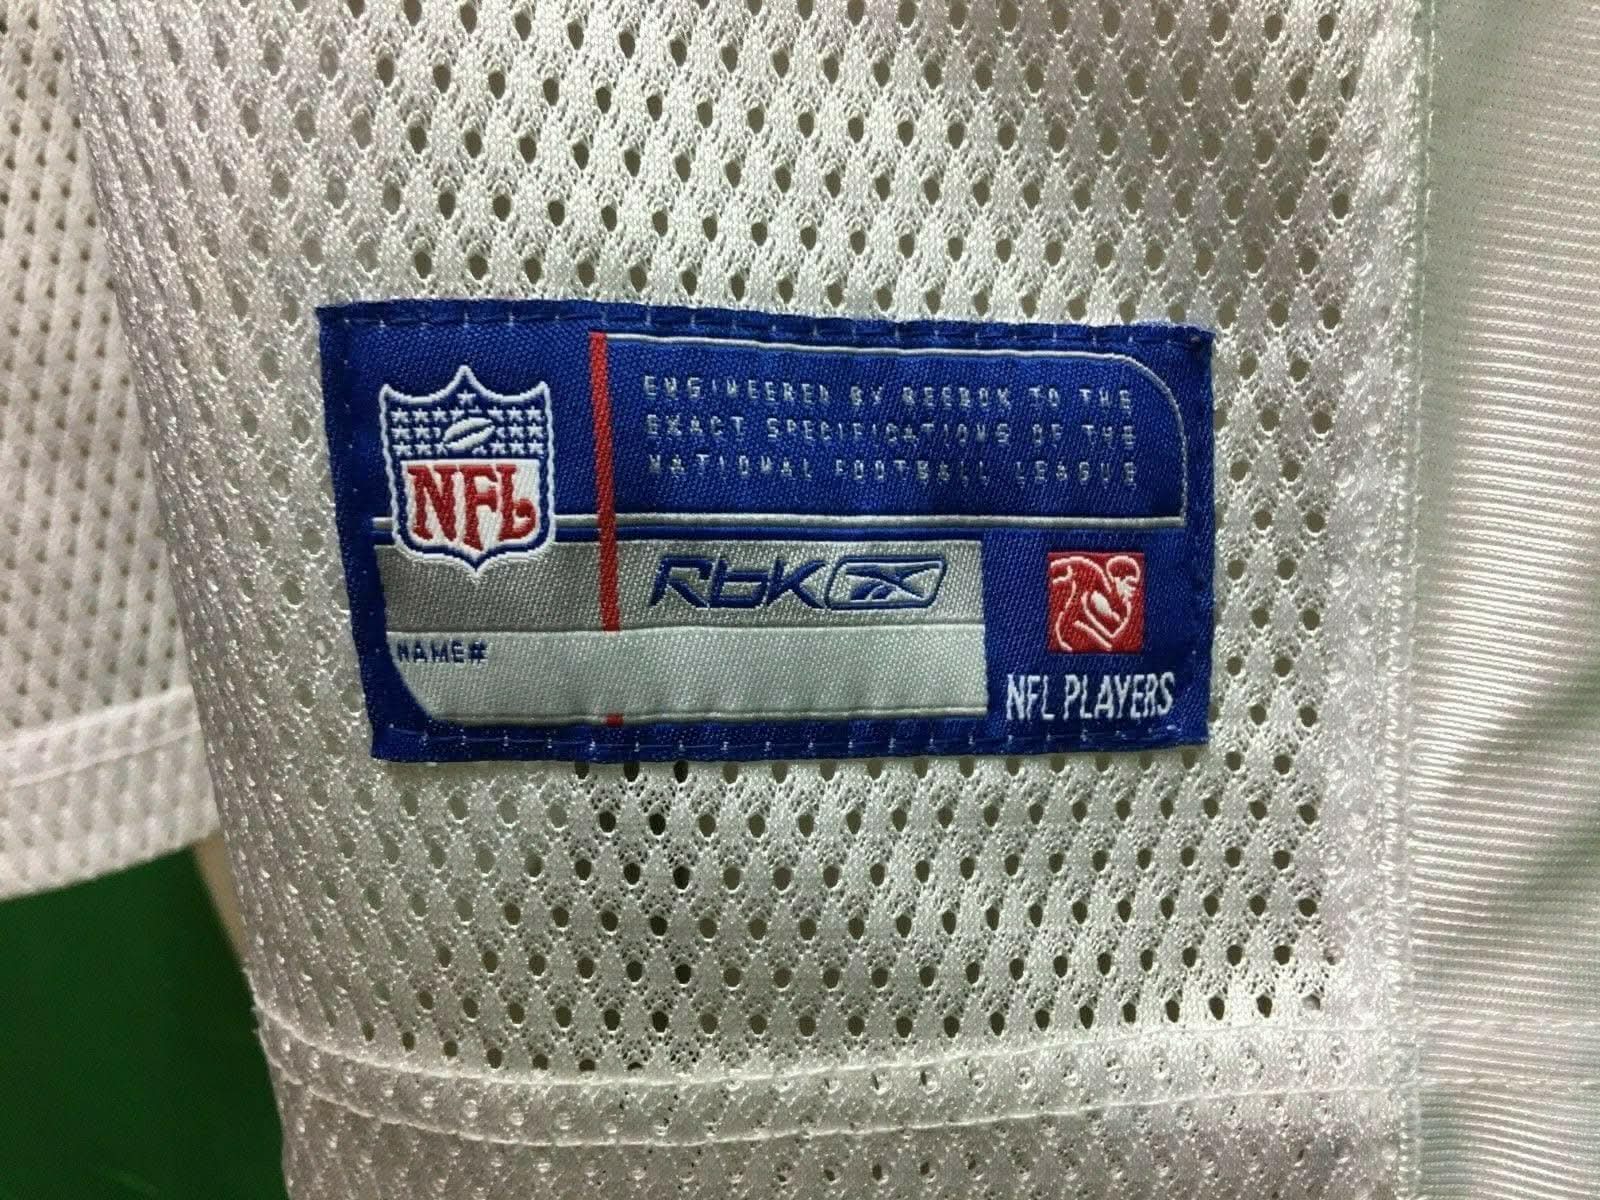 ENGINEERED BY REEBOK TO THE
EXACT SPECIFICATIONS OF THE
NATIONAL FOOTBALL LEAGUE
NFL
Rbk
NAME#
NFL PLAYERS